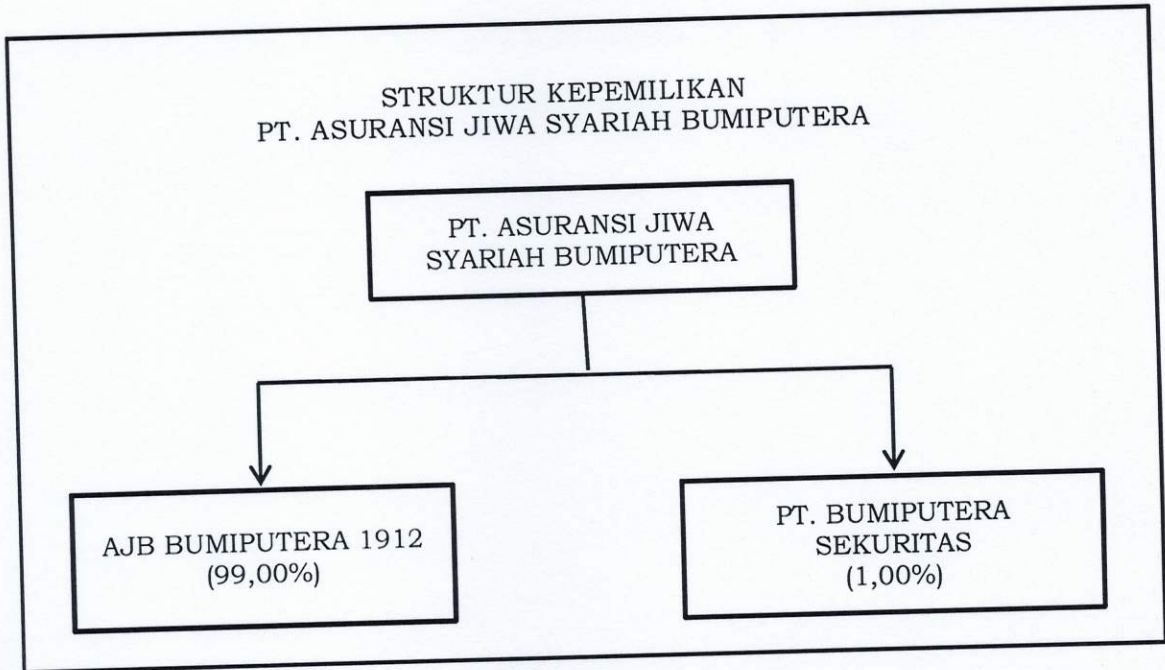 STRUKTUR KEPEMILIKAN
PT. ASURANSI JIWA SYARIAH BUMIPUTERA
PT. ASURANSI JIWA
SYARIAH BUMIPUTERA
AJB BUMIPUTERA 1912
(99,00%)
PT. BUMIPUTERA
SEKURITAS
(1,00%)